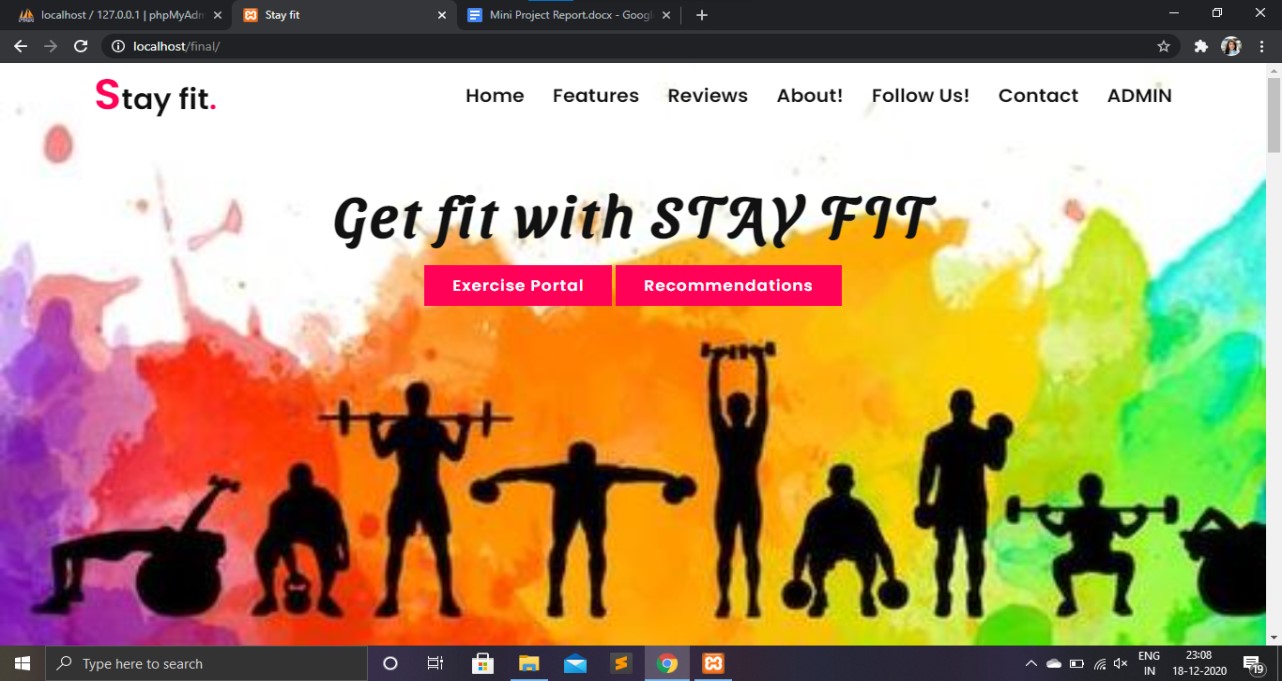 localhost / 127.0.0.1 | phpMyAdm
Stay fit
Mini Project Report.docx - Googl
localhost/final/
Stay fit.
Home Features Reviews About! Follow Us! Contact ADMIN
Get fit with STAY FIT
Exercise Portal Recommendations
Type here to search
ENG
IN
23:08
18-12-2020
19